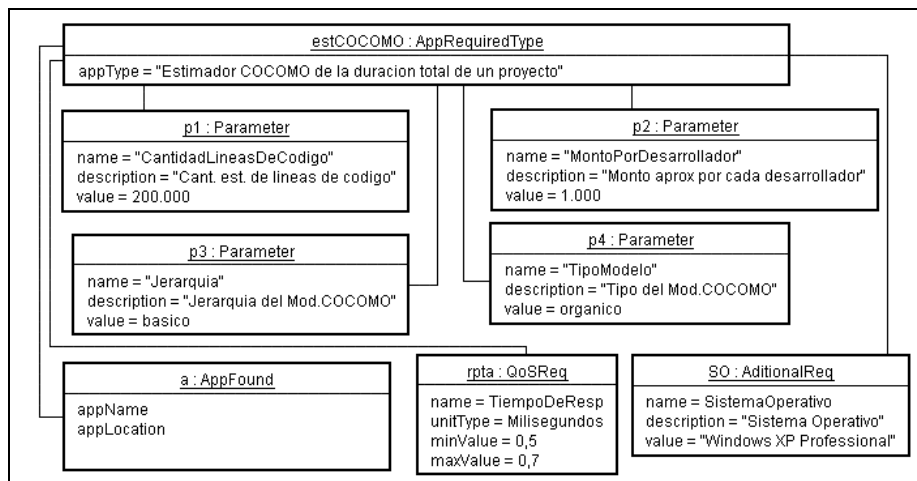 estCOCOMO : AppRequiredType
appType = "Estimador COCOMO de la duracion total de un proyecto"
p1 : Parameter
name = "CantidadLineasDeCodigo"
description = "Cant. est. de lineas de codigo"
value = 200.000
p2 : Parameter
name = "MontoPorDesarrollador"
description = "Monto aprox por cada desarrollador"
value = 1.000
p3 : Parameter
name = "Jerarquia"
description = "Jerarquia del Mod.COCOMO"
value = basico
p4 : Parameter
name = "TipoModelo"
description = "Tipo del Mod.COCOMO"
value = organico
a : AppFound
appName
appLocation
rpta : QoSReq
name = TiempoDeResp
unitType = Milisegundos
minValue = 0,5
maxValue = 0,7
SO : AditionalReq
name = SistemaOperativo
description = "Sistema Operativo"
value = "Windows XP Professional"